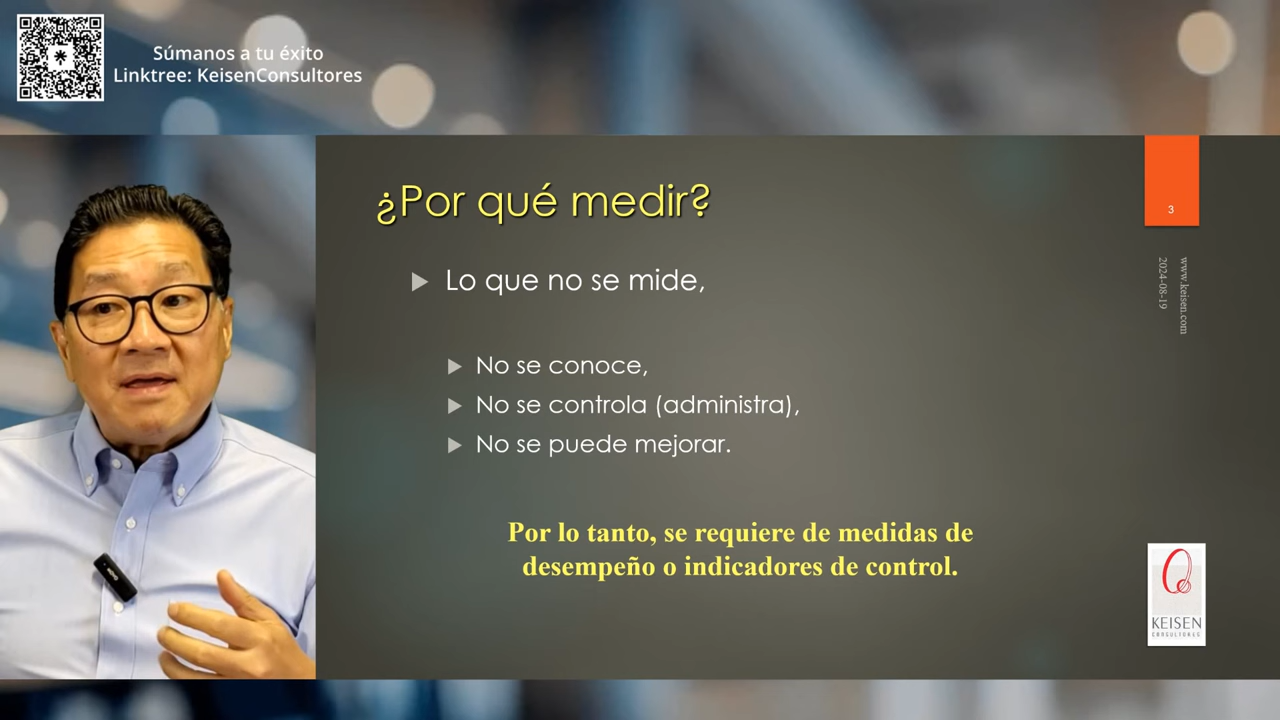 Súmanos a tu éxito
Linktree: KeisenConsultores
¿Por qué medir?
Lo que no se mide,
No se conoce,
No se controla (administra),
No se puede mejorar.
Por lo tanto, se requiere de medidas de
desempeño o indicadores de control.
3
www.keisen.com
2024-08-19
KEISEN
CONSULTORES